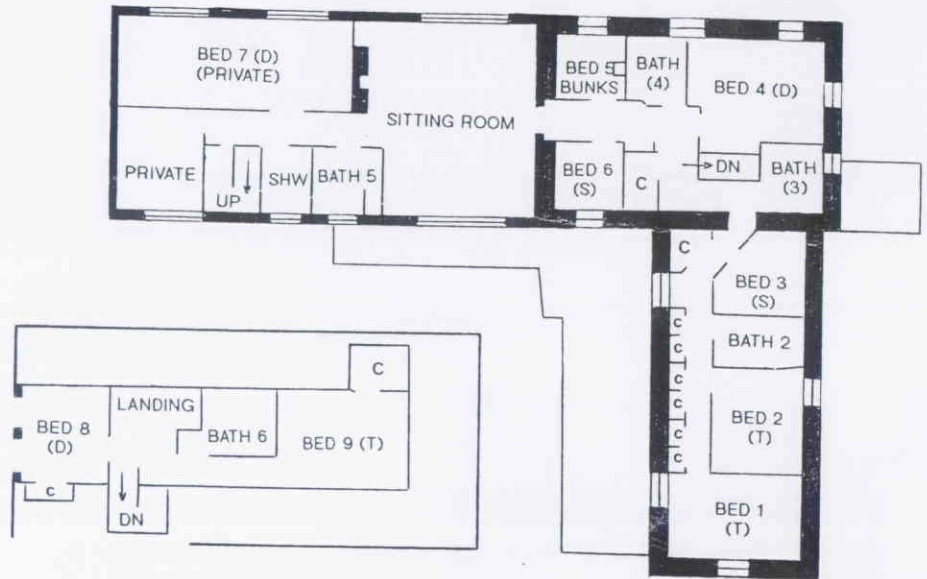 BED 7 (D)
(PRIVATE)
SITTING ROOM
BED 5
BUNKS
BATH
(4)
BED 4 (D)
PRIVATE
UP
SHW
BATH 5
BED 6
(S)
C
DN
BATH
(3)
C
BED 3
(S)
C
C
BATH 2
C
C
C
C
BED 2
(T)
BED 1
(T)
C
LANDING
BED 8
(D)
BATH 6
BED 9 (T)
C
DN